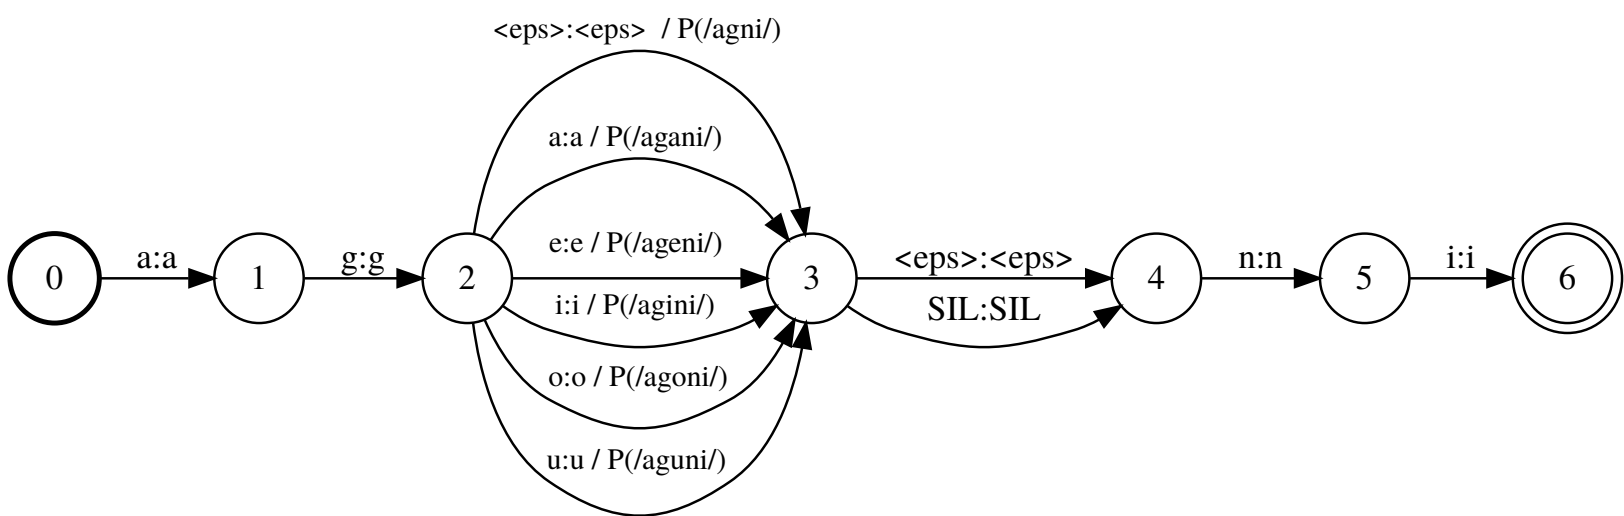 <eps>:<eps>  / P(/agni/)
a:a / P(/agani/)
e:e / P(/ageni/)
0
a:a
1
g:g
2
i:i / P(/agini/)
3
<eps>:<eps>
SIL:SIL
4
n:n
5
i:i
6
o:o / P(/agoni/)
u:u / P(/aguni/)